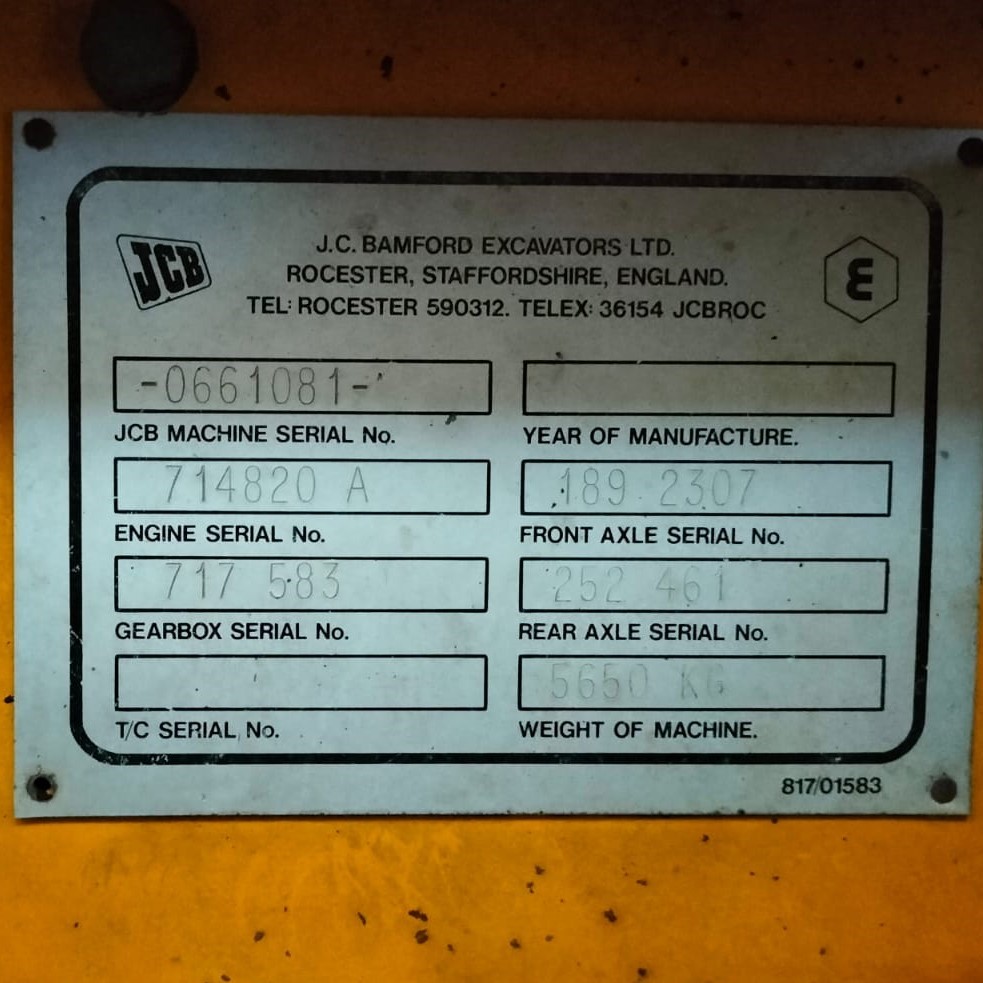 JCB
J.C. BAMFORD EXCAVATORS LTD.
ROCESTER, STAFFORDSHIRE, ENGLAND.
TEL: ROCESTER 590312. TELEX: 36154 JCBROC
ε
-0661081-
JCB MACHINE SERIAL No.
YEAR OF MANUFACTURE.
714820 A
189 2307
ENGINE SERIAL No.
FRONT AXLE SERIAL No.
717 583
252 461
GEARBOX SERIAL No.
REAR AXLE SERIAL No.
5650 KG
T/C SERIAL No.
WEIGHT OF MACHINE.
817/01583